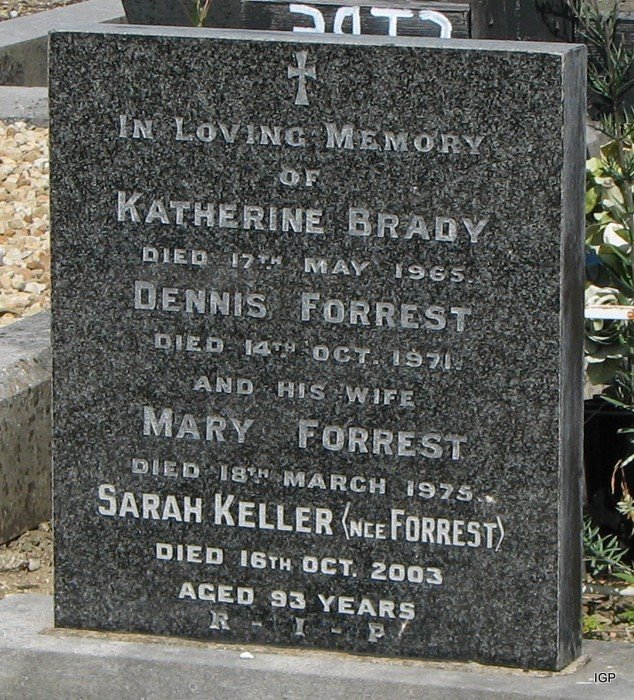 IN LOVING MEMORY
OF
KATHERINE BRADY
DIED 17TH MAY 1965.
DENNIS FORREST
DIED 14TH OCT. 1971.
AND HIS WIFE
MARY FORREST
DIED 18TH MARCH 1975.
SARAH KELLER (NEE FORREST)
DIED 16TH OCT. 2003
AGED 93 YEARS
R - I - P
IGP